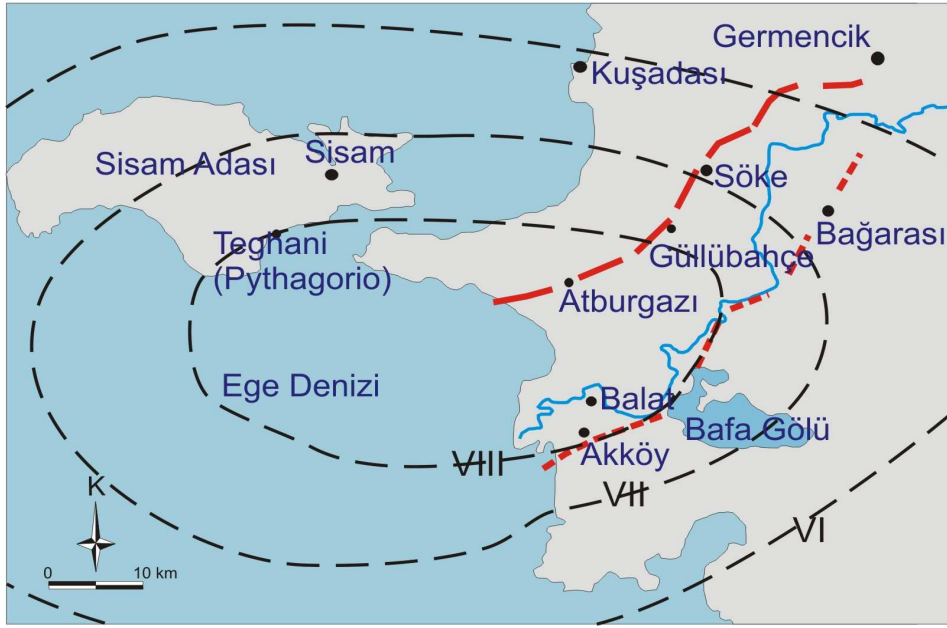 Germencik
Kuşadası
Sisam Adası
Sisam
Söke
Bağarası
Teghani
(Pythagorio)
Güllübahçe
Atburgazı
Ege Denizi
Balat
Bafa Gölü
Akköy
VIII
VII
VI
K
0 10 km